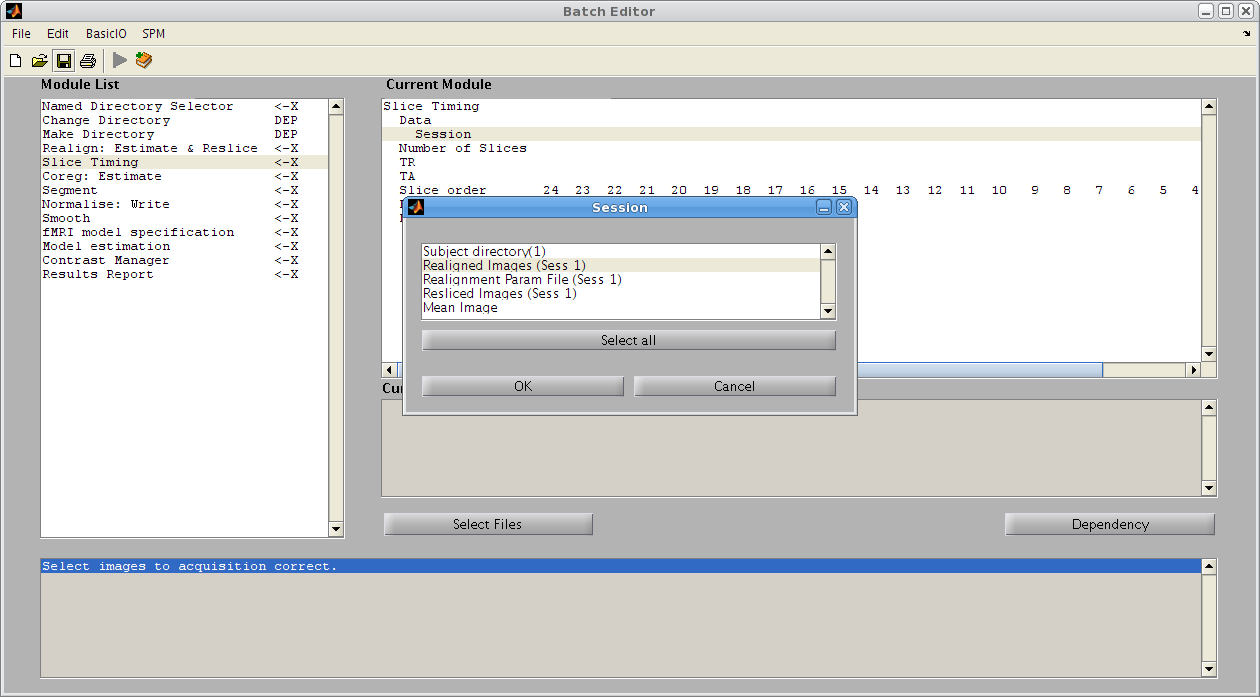 Batch Editor
File Edit BasicIO SPM
Module List
Named Directory Selector <-X
Change Directory DEP
Make Directory DEP
Realign: Estimate & Reslice <-X
Slice Timing <-X
Coreg: Estimate <-X
Segment <-X
Normalise: Write <-X
Smooth <-X
fMRI model specification <-X
Model estimation <-X
Contrast Manager <-X
Results Report <-X
Current Module
Slice Timing
Data
Session
Number of Slices
TR
TA
Slice order 24 23 22 21 20 19 18 17 16 15 14 13 12 11 10 9 8 7 6 5 4
Session
Subject directory(1)
Realigned Images (Sess 1)
Realignment Param File (Sess 1)
Resliced Images (Sess 1)
Mean Image
Select all
OK Cancel
Select Files Dependency
Select images to acquisition correct.